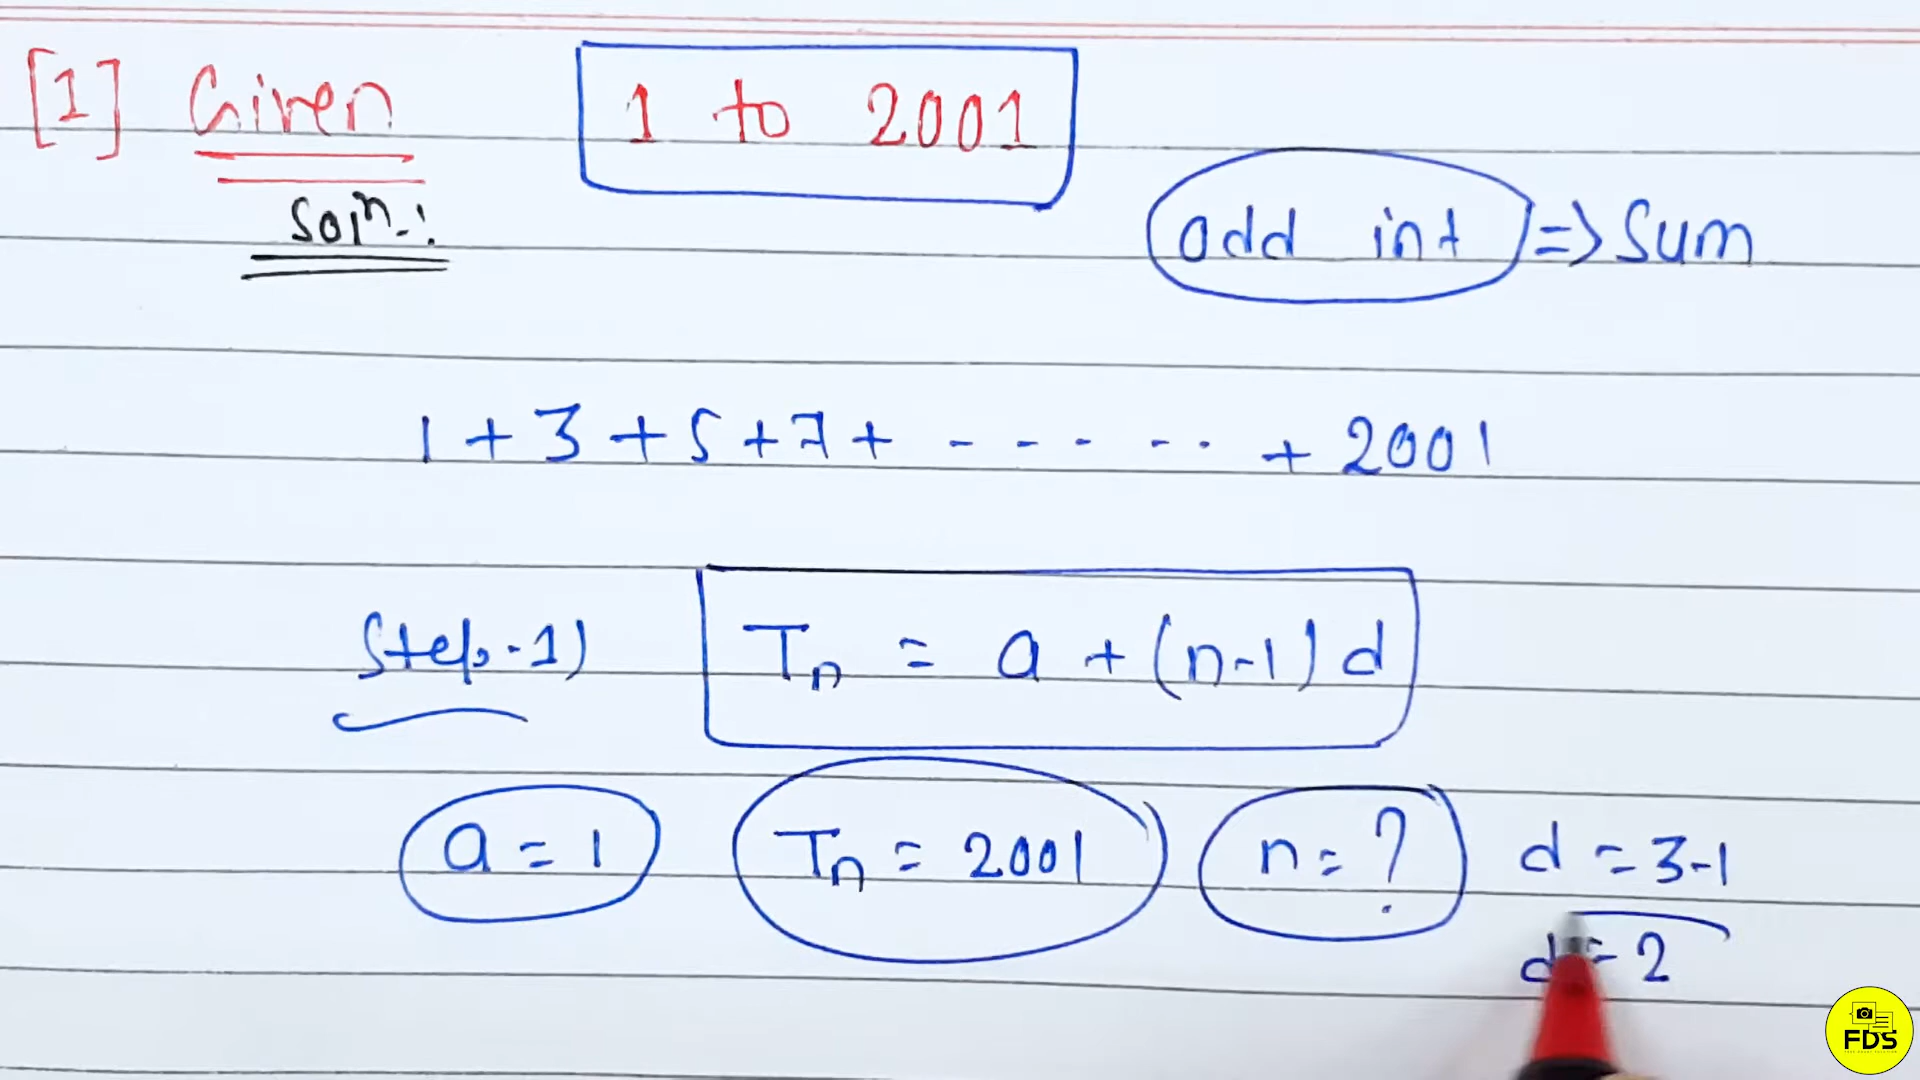 [1] Given 1 to 2001
Solⁿ-:
odd int => Sum
1 + 3 + 5 + 7 + - - - - - - + 2001
Step-1) Tn = a + (n-1) d
a = 1 Tn = 2001 n = ? d = 3-1
d = 2
FDS